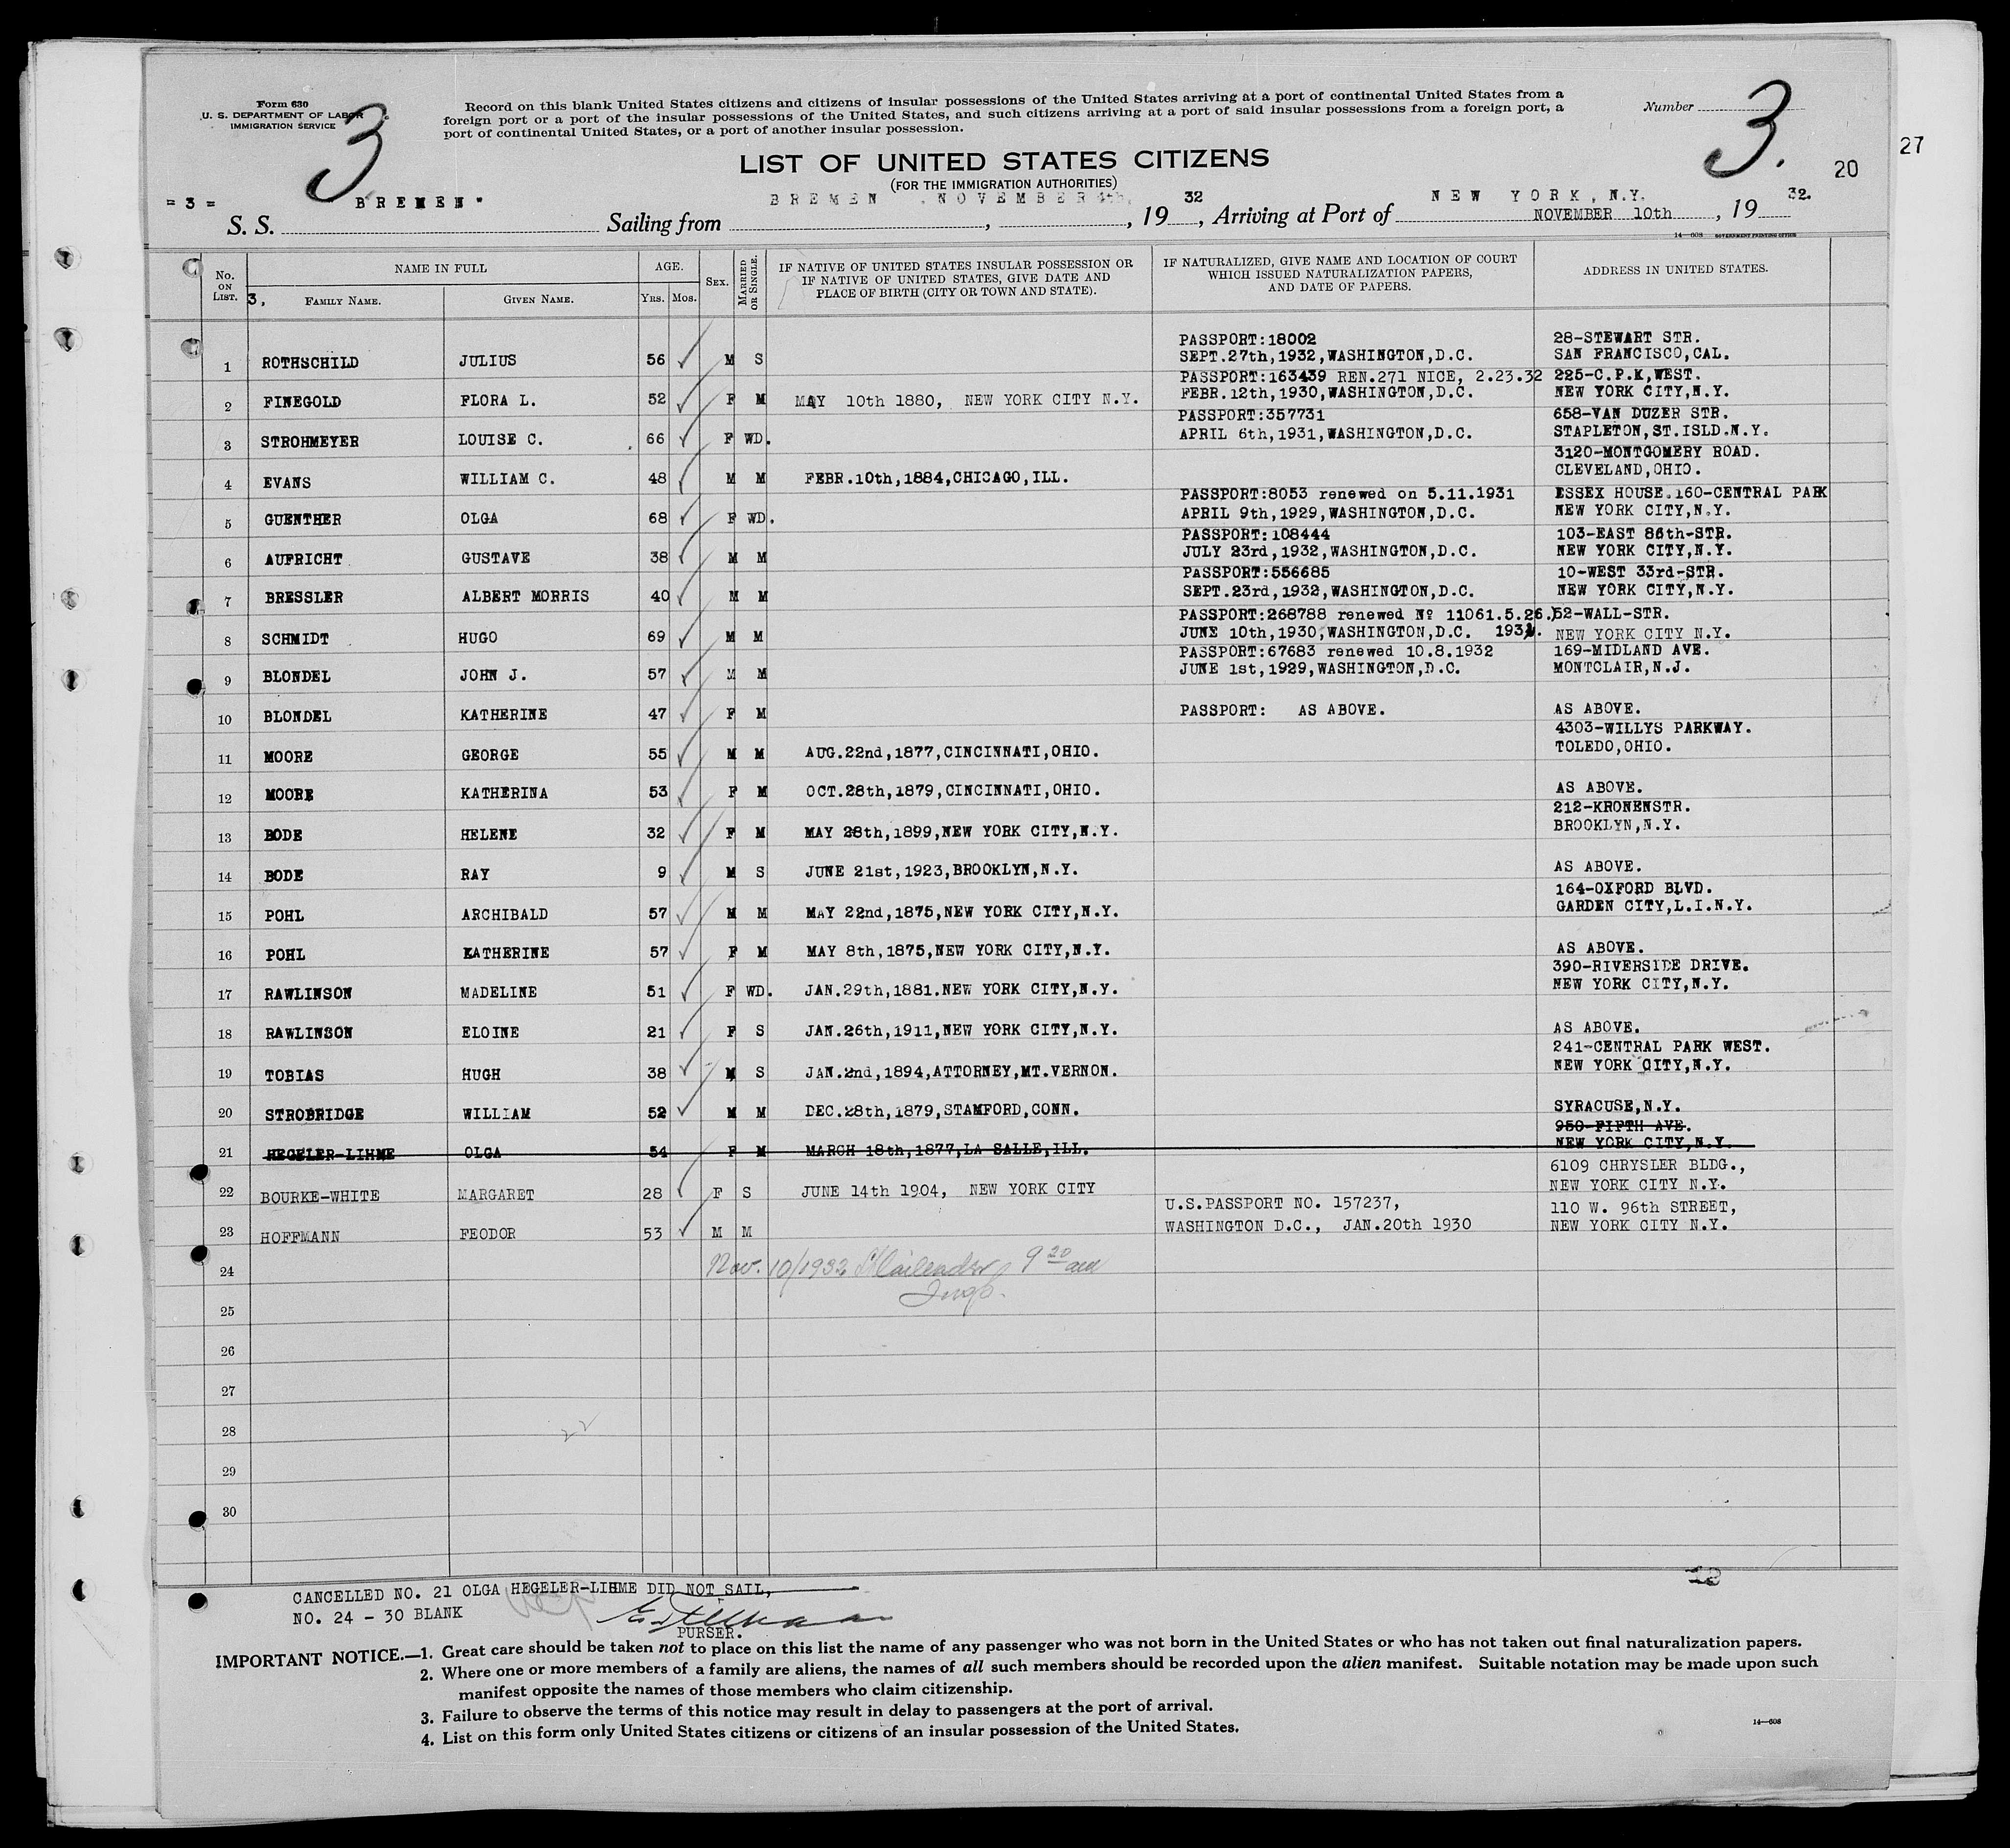 Form 630
U. S. DEPARTMENT OF LABOR
IMMIGRATION SERVICE
3
Record on this blank United States citizens and citizens of insular possessions of the United States arriving at a port of continental United States from a
foreign port or a port of the insular possessions of the United States, and such citizens arriving at a port of said insular possessions from a foreign port, a
port of continental United States, or a port of another insular possession.
Number
3.
20
27
LIST OF UNITED STATES CITIZENS
(FOR THE IMMIGRATION AUTHORITIES)
= 3 =
S. S. BREMEN" Sailing from BREMEN , NOVEMBER 4th, 1932, Arriving at Port of NEW YORK, N.Y. NOVEMBER 10th, 1932.
14—608 GOVERNMENT PRINTING OFFICE
No. ON LIST. NAME IN FULL AGE. SEX. MARRIED OR SINGLE. IF NATIVE OF UNITED STATES INSULAR POSSESSION OR IF NATIVE OF UNITED STATES, GIVE DATE AND PLACE OF BIRTH (CITY OR TOWN AND STATE). IF NATURALIZED, GIVE NAME AND LOCATION OF COURT WHICH ISSUED NATURALIZATION PAPERS, AND DATE OF PAPERS. ADDRESS IN UNITED STATES.
3, FAMILY NAME. GIVEN NAME. YRS. MOS.
PASSPORT:18002 28-STEWART STR.
1 ROTHSCHILD JULIUS 56 M S SEPT.27th,1932,WASHINGTON,D.C. SAN FRANCISCO,CAL.
PASSPORT:163439 REN.271 NICE, 2.23.32 225-C.P.K,WEST.
2 FINEGOLD FLORA L. 52 F M MAY 10th 1880, NEW YORK CITY N.Y. FEBR.12th,1930,WASHINGTON,D.C. NEW YORK CITY,N.Y.
PASSPORT:357731 658-VAN DUZER STR.
3 STROHMEYER LOUISE C. 66 F WD. APRIL 6th,1931,WASHINGTON,D.C. STAPLETON,ST.ISLD.N.Y.
3120-MONTGOMERY ROAD.
4 EVANS WILLIAM C. 48 M M FEBR.10th,1884,CHICAGO,ILL. CLEVELAND,OHIO.
PASSPORT:8053 renewed on 5.11.1931 ESSEX HOUSE.160-CENTRAL PARK
5 GUENTHER OLGA 68 F WD. APRIL 9th,1929,WASHINGTON,D.C. NEW YORK CITY,N.Y.
PASSPORT:108444 103-EAST 86th-STR.
6 AUFRICHT GUSTAVE 38 M M JULY 23rd,1932,WASHINGTON,D.C. NEW YORK CITY,N.Y.
PASSPORT:556685 10-WEST 33rd-STR.
7 BRESSLER ALBERT MORRIS 40 M M SEPT.23rd,1932,WASHINGTON,D.C. NEW YORK CITY,N.Y.
PASSPORT:268788 renewed Nº 11061.5.26.) 52-WALL-STR.
8 SCHMIDT HUGO 69 M M JUNE 10th,1930,WASHINGTON,D.C. NEW YORK CITY N.Y.
PASSPORT:67683 renewed 10.8.1932 169-MIDLAND AVE.
9 BLONDEL JOHN J. 57 M M JUNE 1st,1929,WASHINGTON,D.C. MONTCLAIR,N.J.
10 BLONDEL KATHERINE 47 F M PASSPORT: AS ABOVE. AS ABOVE.
4303-WILLYS PARKWAY.
11 MOORE GEORGE 55 M M AUG.22nd,1877,CINCINNATI,OHIO. TOLEDO,OHIO.
12 MOORE KATHERINA 53 F M OCT.28th,1879,CINCINNATI,OHIO. AS ABOVE.
212-KRONENSTR.
13 BODE HELENE 32 F M MAY 28th,1899,NEW YORK CITY,N.Y. BROOKLYN,N.Y.
14 BODE RAY 9 M S JUNE 21st,1923,BROOKLYN,N.Y. AS ABOVE.
164-OXFORD BLVD.
15 POHL ARCHIBALD 57 M M MAY 22nd,1875,NEW YORK CITY,N.Y. GARDEN CITY,L.I.N.Y.
16 POHL KATHERINE 57 F M MAY 8th,1875,NEW YORK CITY,N.Y. AS ABOVE.
390-RIVERSIDE DRIVE.
17 RAWLINSON MADELINE 51 F WD. JAN.29th,1881.NEW YORK CITY,N.Y. NEW YORK CITY,N.Y.
18 RAWLINSON ELOINE 21 F S JAN.26th,1911,NEW YORK CITY,N.Y. AS ABOVE.
241-CENTRAL PARK WEST.
19 TOBIAS HUGH 38 M S JAN.2nd,1894,ATTORNEY,MT.VERNON. NEW YORK CITY,N.Y.
20 STROBRIDGE WILLIAM 52 M M DEC.28th,1879,STAMFORD,CONN. SYRACUSE,N.Y.
950-FIFTH AVE.
21 HEGELER-LIHME OLGA 54 F M MARCH 18th,1877,LA SALLE,ILL. NEW YORK CITY,N.Y.
6109 CHRYSLER BLDG.,
22 BOURKE-WHITE MARGARET 28 F S JUNE 14th 1904, NEW YORK CITY NEW YORK CITY N.Y.
U.S.PASSPORT NO. 157237, 110 W. 96th STREET,
23 HOFFMANN FEODOR 53 M M WASHINGTON D.C., JAN.20th 1930 NEW YORK CITY N.Y.
24 Nov. 10/1932 9 20 am
Insp.
25
26
27
28
29
30
22
CANCELLED NO. 21 OLGA HEGELER-LIHME DID NOT SAIL,
NO. 24 - 30 BLANK
PURSER.
IMPORTANT NOTICE.—1. Great care should be taken not to place on this list the name of any passenger who was not born in the United States or who has not taken out final naturalization papers.
2. Where one or more members of a family are aliens, the names of all such members should be recorded upon the alien manifest. Suitable notation may be made upon such
manifest opposite the names of those members who claim citizenship.
3. Failure to observe the terms of this notice may result in delay to passengers at the port of arrival.
4. List on this form only United States citizens or citizens of an insular possession of the United States.
14—608